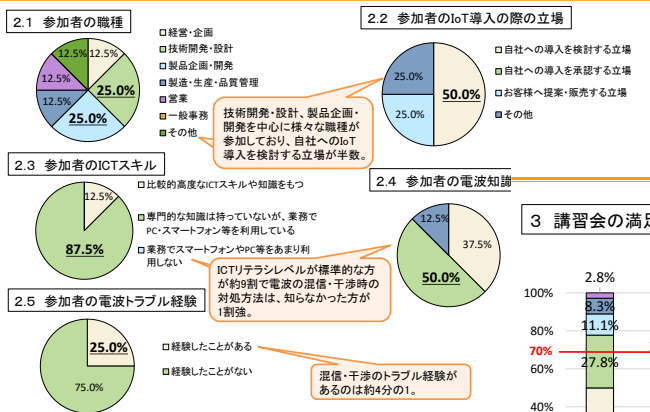 2.1 参加者の職種
12.5%
12.5%
25.0%
25.0%
12.5%
12.5%
経営・企画
技術開発・設計
製品企画・開発
製造・生産・品質管理
営業
一般事務
その他
2.2 参加者のIoT導入の際の立場
25.0%
25.0%
50.0%
自社への導入を検討する立場
自社への導入を承認する立場
お客様へ提案・販売する立場
その他
技術開発・設計、製品企画・
開発を中心に様々な職種が
参加しており、自社へのIoT
導入を検討する立場が半数。
2.3 参加者のICTスキル
12.5%
87.5%
比較的高度なICTスキルや知識をもつ
専門的な知識は持っていないが、業務で
PC・スマートフォン等を利用している
業務でスマートフォンやPC等をあまり利
用しない
2.4 参加者の電波知識
12.5%
37.5%
50.0%
ICTリテラシレベルが標準的な方
が約9割で電波の混信・干渉時の
対処方法は、知らなかった方が
1割強。
2.5 参加者の電波トラブル経験
25.0%
75.0%
経験したことがある
経験したことがない
混信・干渉のトラブル経験が
あるのは約4分の1。
3 講習会の満足
2.8%
100%
8.3%
11.1%
80%
70%
27.8%
60%
40%